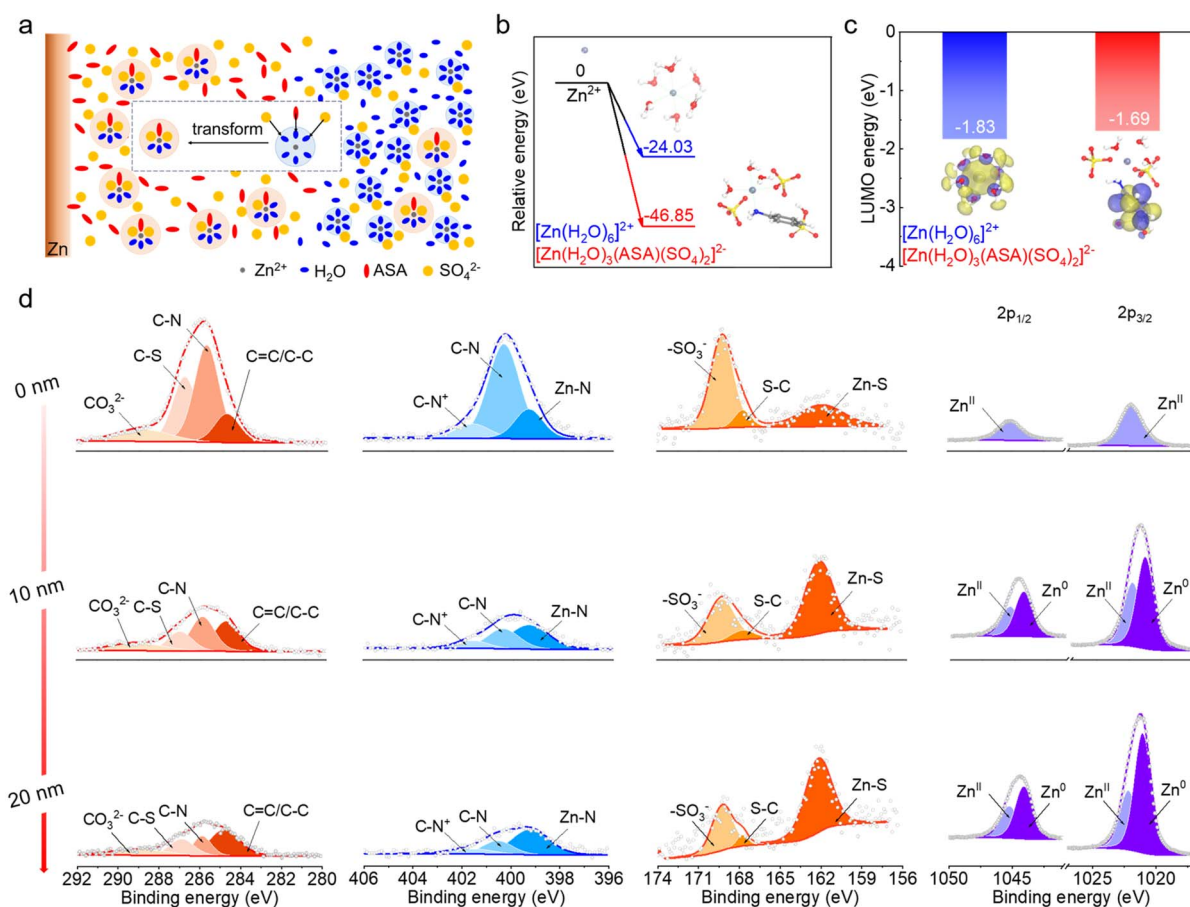 a
transform
Zn
Zn²⁺ H₂O ASA SO₄²⁻
b
Relative energy (eV)
0
Zn²⁺
-24.03
-46.85
[Zn(H₂O)₆]²⁺
[Zn(H₂O)₃(ASA)(SO₄)₂]²⁻
c
LUMO energy (eV)
0
-1
-2
-3
-4
-1.83
-1.69
[Zn(H₂O)₆]²⁺
[Zn(H₂O)₃(ASA)(SO₄)₂]²⁻
d
0 nm
CO₃²⁻ C-S C-N C=C/C-C
C-N⁺ C-N Zn-N
-SO₃⁻ S-C Zn-S
2p₁/₂ 2p₃/₂
Znᴵᴵ Znᴵᴵ
10 nm
CO₃²⁻ C-S C-N C=C/C-C
C-N⁺ C-N Zn-N
-SO₃⁻ S-C Zn-S
Znᴵᴵ Zn⁰ Znᴵᴵ Zn⁰
20 nm
CO₃²⁻ C-S C-N C=C/C-C
C-N⁺ C-N Zn-N
-SO₃⁻ S-C Zn-S
Znᴵᴵ Zn⁰ Znᴵᴵ Zn⁰
292 290 288 286 284 282 280
406 404 402 400 398 396
174 171 168 165 162 159 156
1050 1045 1025 1020
Binding energy (eV) Binding energy (eV) Binding energy (eV) Binding energy (eV)